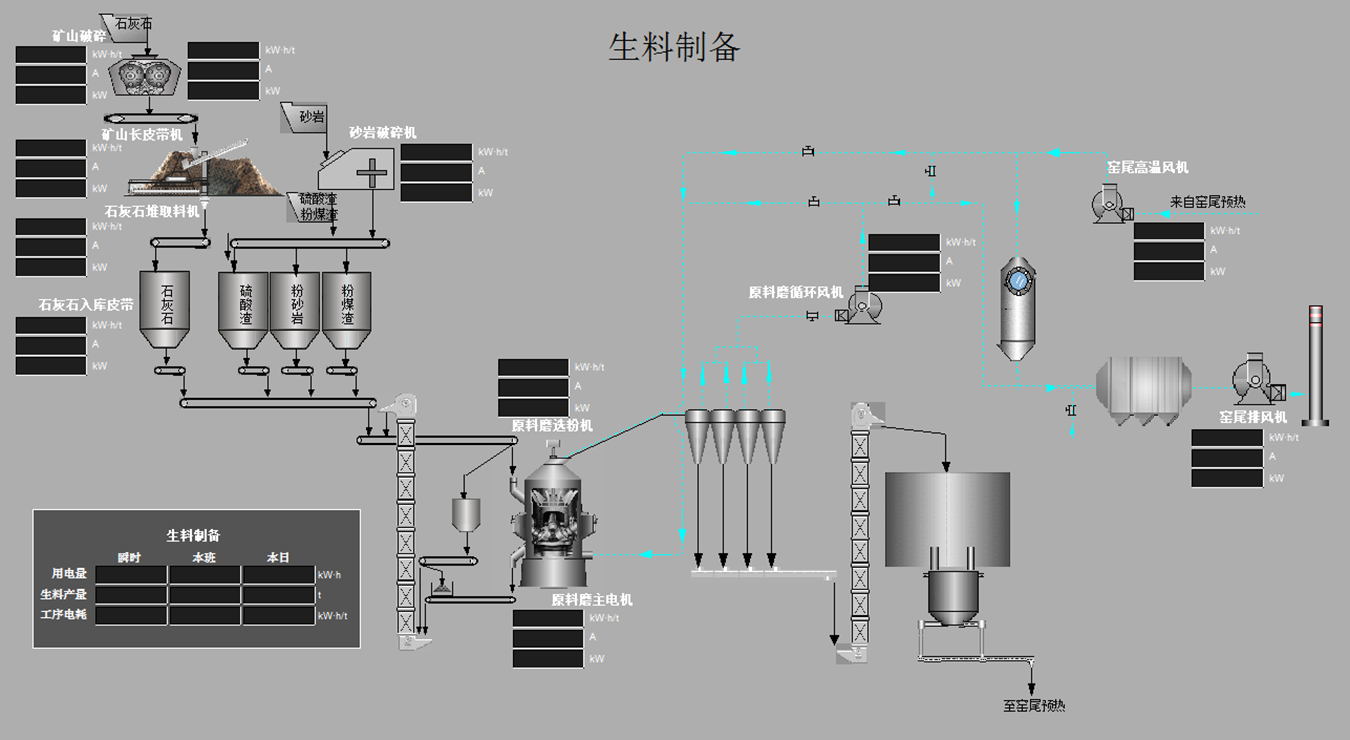 生料制备
石灰石
矿山破碎
kW·h/t
A
kW
kW·h/t
A
kW
砂岩
矿山长皮带机
kW·h/t
A
kW
砂岩破碎机
kW·h/t
A
kW
硫酸渣
粉煤渣
石灰石堆取料机
kW·h/t
A
kW
石灰石入库皮带
kW·h/t
A
kW
石灰石
硫酸渣
粉砂岩
粉煤渣
窑尾高温风机
来自窑尾预热
kW·h/t
A
kW
kW·h/t
A
kW
原料磨循环风机
kW·h/t
A
kW
原料磨选粉机
窑尾排风机
kW·h/t
A
kW
生料制备
瞬时 本班 本日
用电量 kW·h
生料产量 t
工序电耗 kW·h/t
原料磨主电机
kW·h/t
A
kW
至窑尾预热